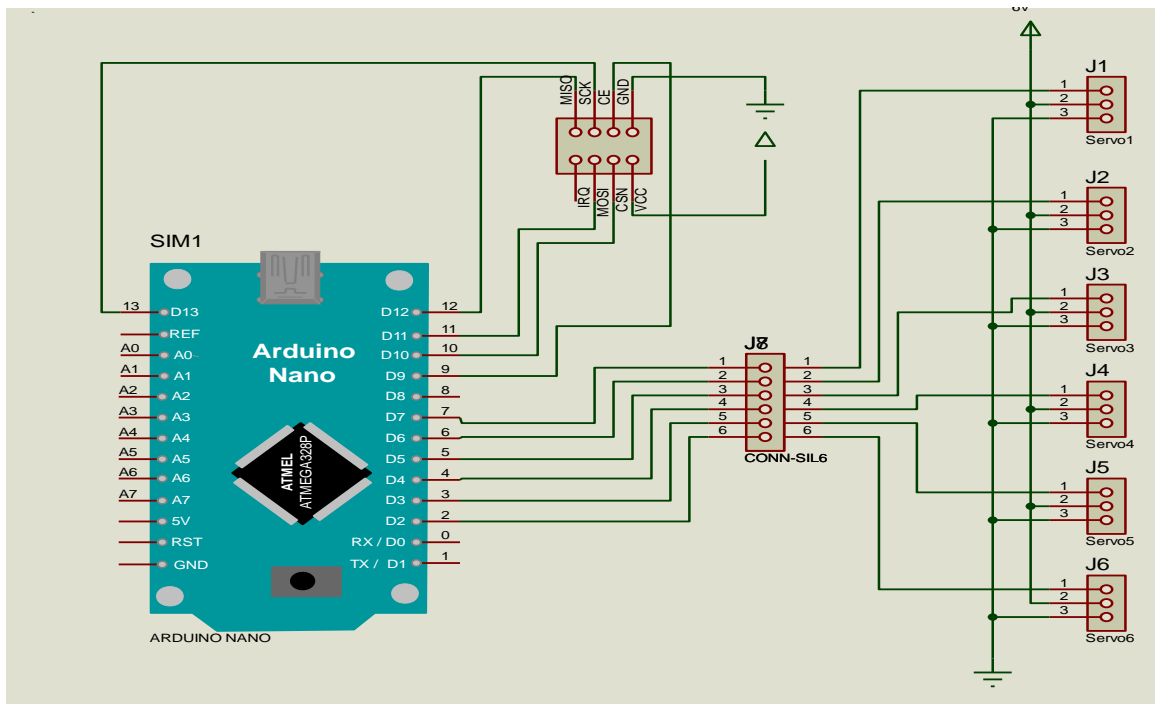 MISO
SCK
CE
GND
IRQ
MOSI
CSN
VCC
SIM1
Arduino
Nano
ATMEL
ATMEGA328P
13 D13
REF
A0 A0
A1 A1
A2 A2
A3 A3
A4 A4
A5 A5
A6 A6
A7 A7
5V
RST
GND
D12 12
D11 11
D10 10
D9 9
D8 8
D7 7
D6 6
D5 5
D4 4
D3 3
D2 2
RX / D0 0
TX / D1 1
ARDUINO NANO
1 1
2 2
3 3
4 4
5 5
6 6
CONN-SIL6
J1
1
2
3
Servo1
J2
1
2
3
Servo2
J3
1
2
3
Servo3
J4
1
2
3
Servo4
J5
1
2
3
Servo5
J6
1
2
3
Servo6